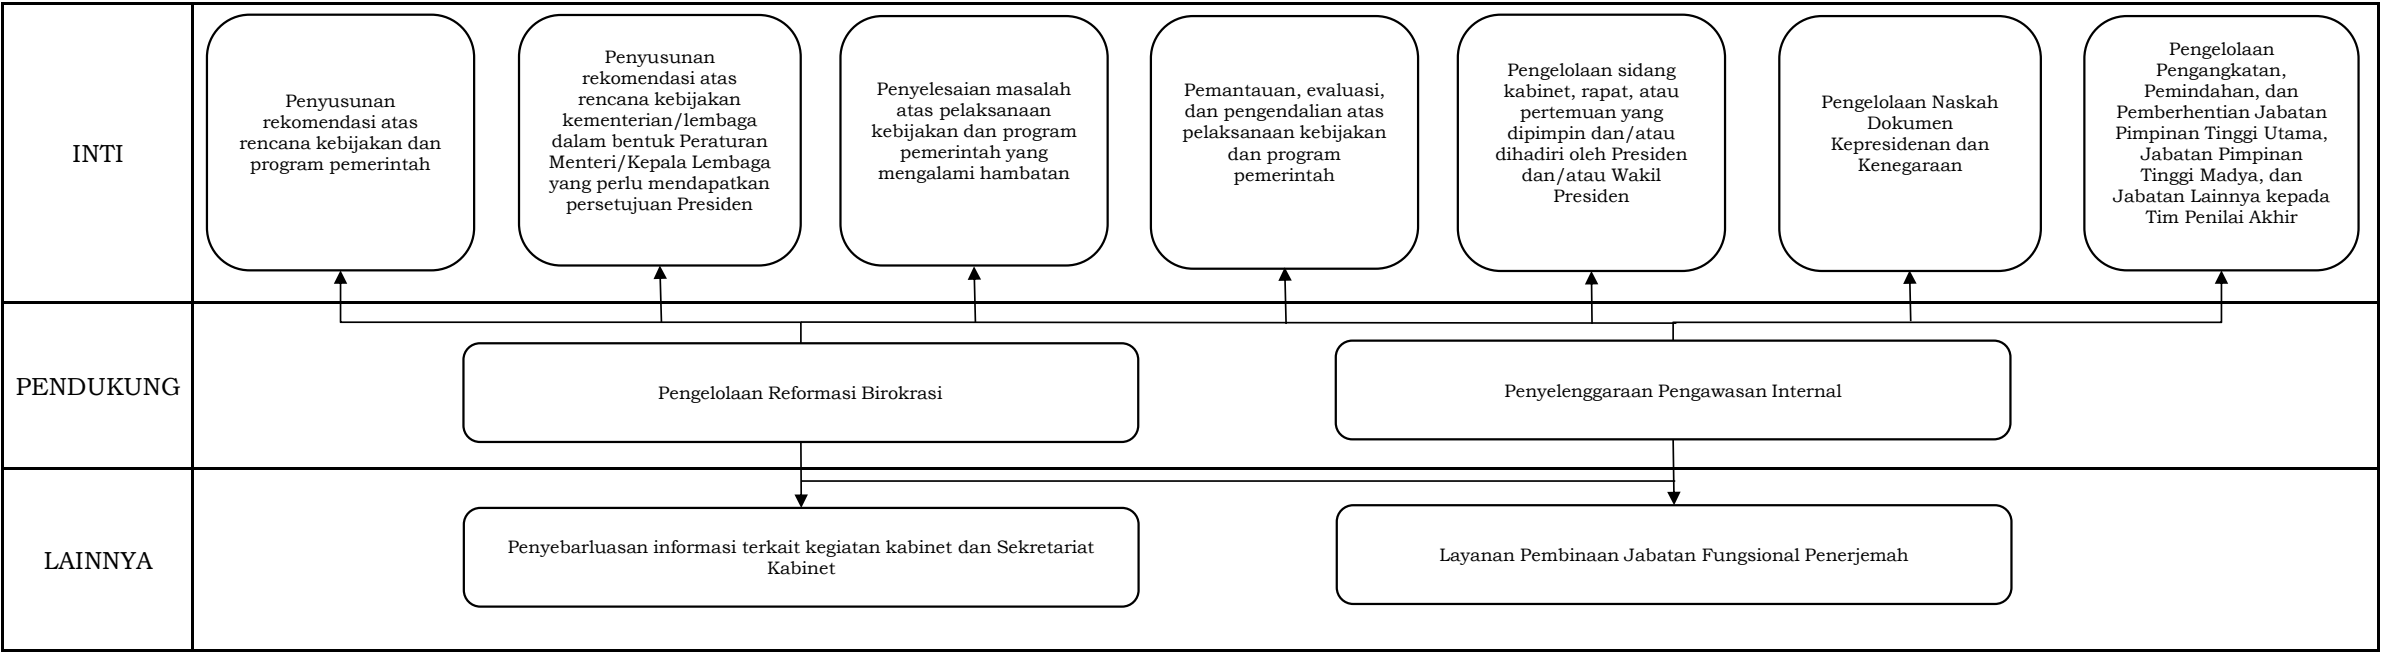 INTI
Penyusunan
rekomendasi atas
rencana kebijakan dan
program pemerintah
Penyusunan
rekomendasi atas
rencana kebijakan
kementerian/lembaga
dalam bentuk Peraturan
Menteri/Kepala Lembaga
yang perlu mendapatkan
persetujuan Presiden
Penyelesaian masalah
atas pelaksanaan
kebijakan dan program
pemerintah yang
mengalami hambatan
Pemantauan, evaluasi,
dan pengendalian atas
pelaksanaan kebijakan
dan program
pemerintah
Pengelolaan sidang
kabinet, rapat, atau
pertemuan yang
dipimpin dan/atau
dihadiri oleh Presiden
dan/atau Wakil
Presiden
Pengelolaan Naskah
Dokumen
Kepresidenan dan
Kenegaraan
Pengelolaan
Pengangkatan,
Pemindahan, dan
Pemberhentian Jabatan
Pimpinan Tinggi Utama,
Jabatan Pimpinan
Tinggi Madya, dan
Jabatan Lainnya kepada
Tim Penilai Akhir
PENDUKUNG
Pengelolaan Reformasi Birokrasi
Penyelenggaraan Pengawasan Internal
LAINNYA
Penyebarluasan informasi terkait kegiatan kabinet dan Sekretariat
Kabinet
Layanan Pembinaan Jabatan Fungsional Penerjemah